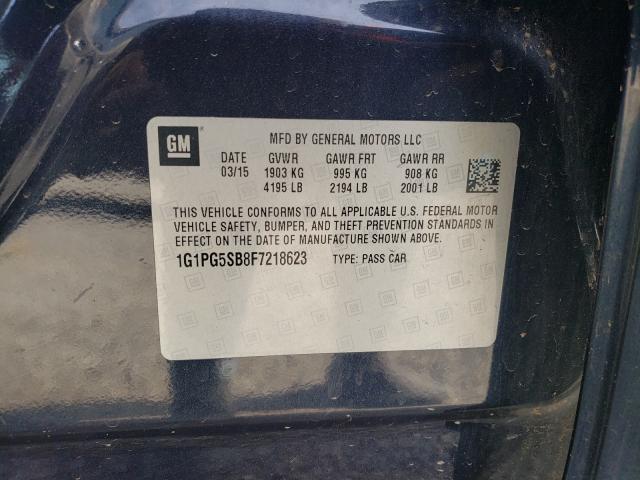 GM
MFD BY GENERAL MOTORS LLC
DATE GVWR GAWR FRT GAWR RR
03/15 1903 KG 995 KG 908 KG
4195 LB 2194 LB 2001 LB
THIS VEHICLE CONFORMS TO ALL APPLICABLE U.S. FEDERAL MOTOR
VEHICLE SAFETY, BUMPER, AND THEFT PREVENTION STANDARDS IN
EFFECT ON THE DATE OF MANUFACTURE SHOWN ABOVE.
1G1PG5SB8F7218623 TYPE: PASS CAR